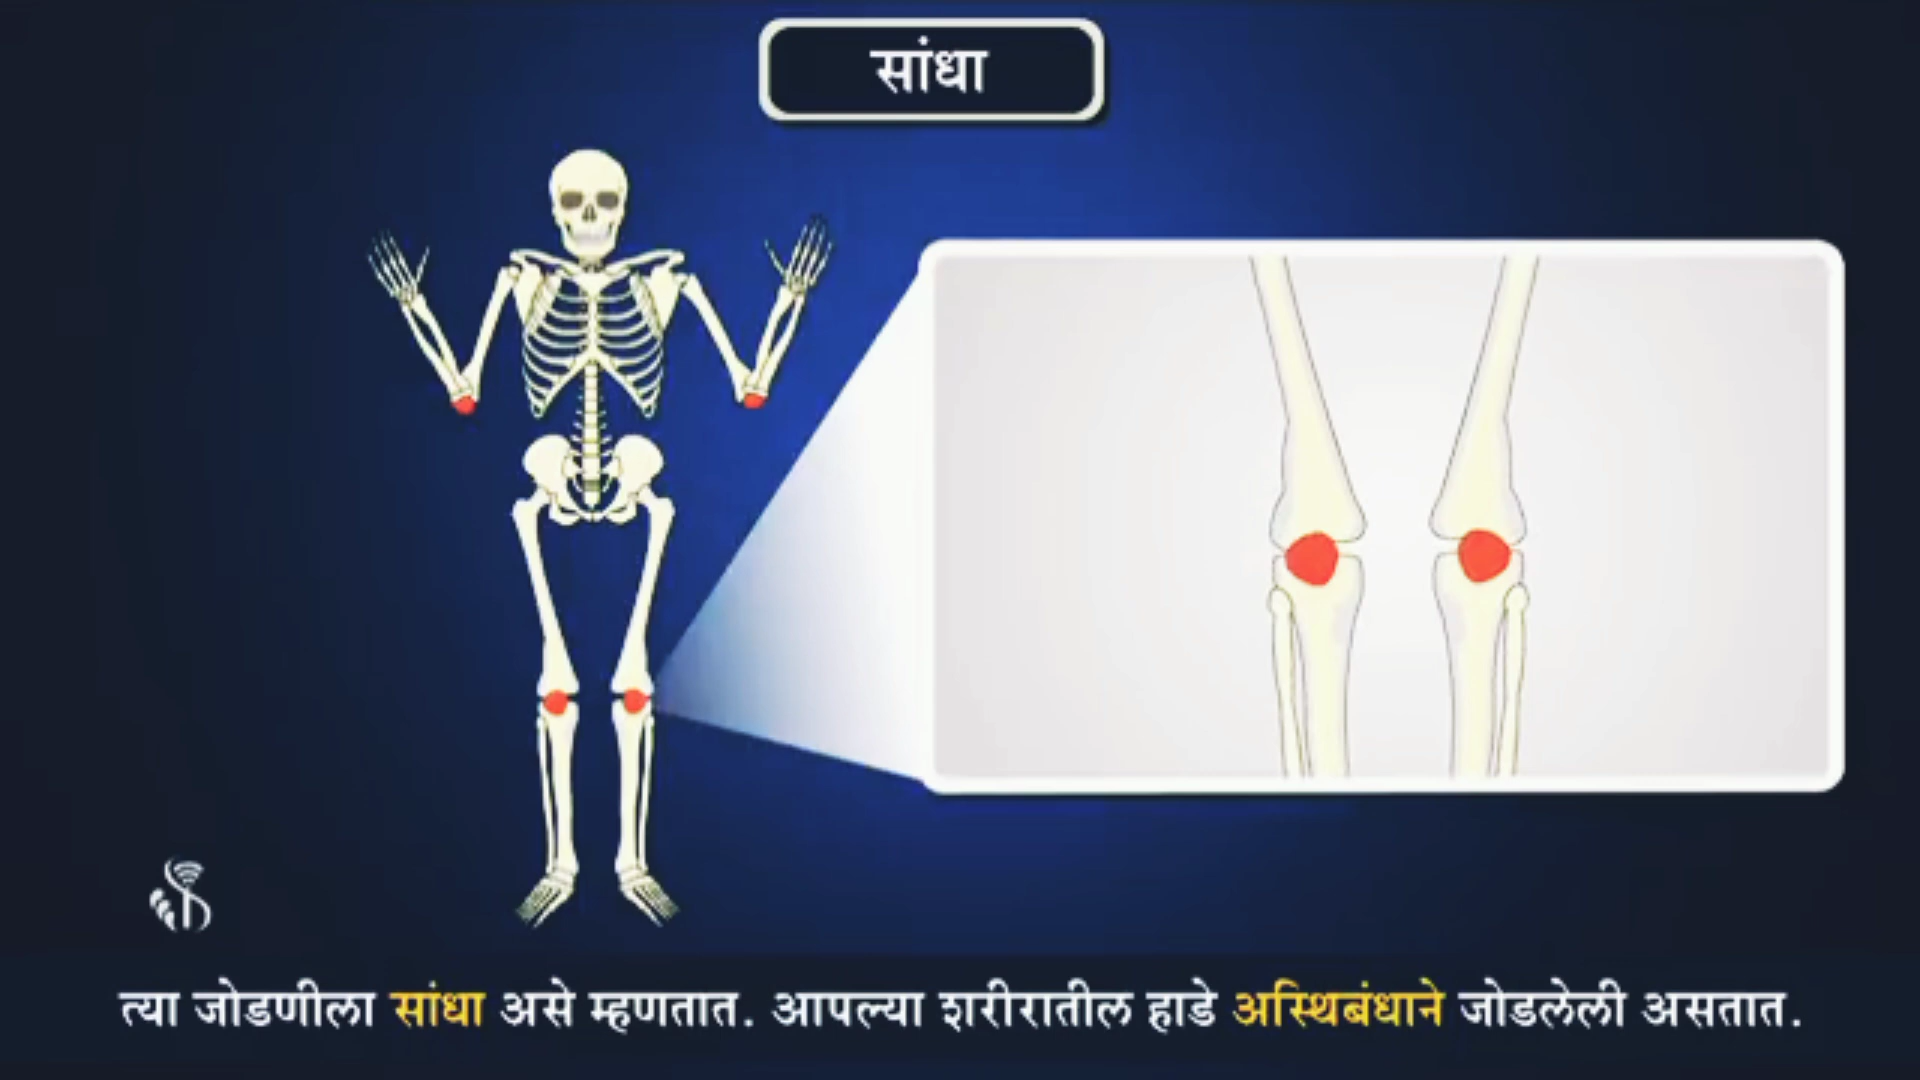 सांधा
त्या जोडणीला सांधा असे म्हणतात. आपल्या शरीरातील हाडे अस्थिबंधाने जोडलेली असतात.